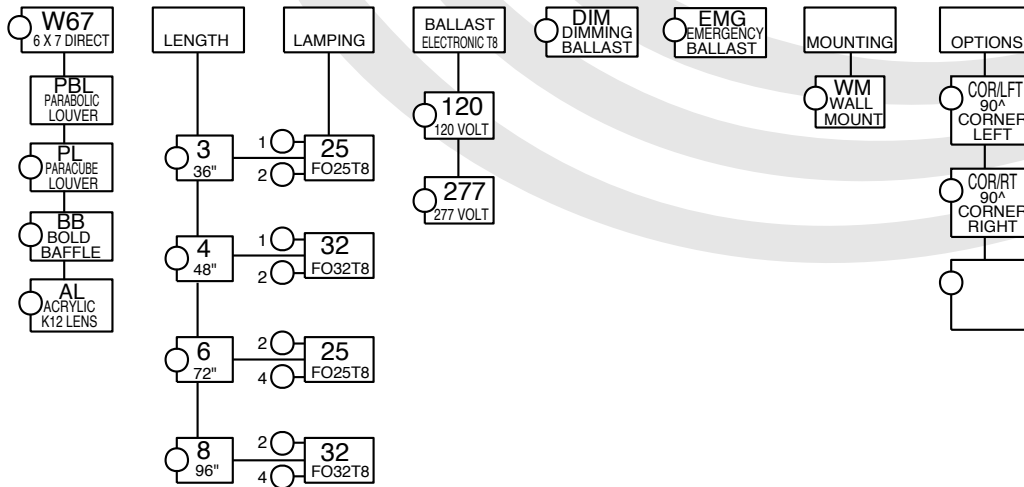 W67
6 X 7 DIRECT
PBL
PARABOLIC
LOUVER
PL
PARACUBE
LOUVER
BB
BOLD
BAFFLE
AL
ACRYLIC
K12 LENS
LENGTH
3
36"
4
48"
6
72"
8
96"
LAMPING
1
2
25
FO25T8
1
2
32
FO32T8
2
4
25
FO25T8
2
4
32
FO32T8
BALLAST
ELECTRONIC T8
120
120 VOLT
277
277 VOLT
DIM
DIMMING
BALLAST
EMG
EMERGENCY
BALLAST
MOUNTING
WM
WALL
MOUNT
OPTIONS
COR/LFT
90^
CORNER
LEFT
COR/RT
90^
CORNER
RIGHT